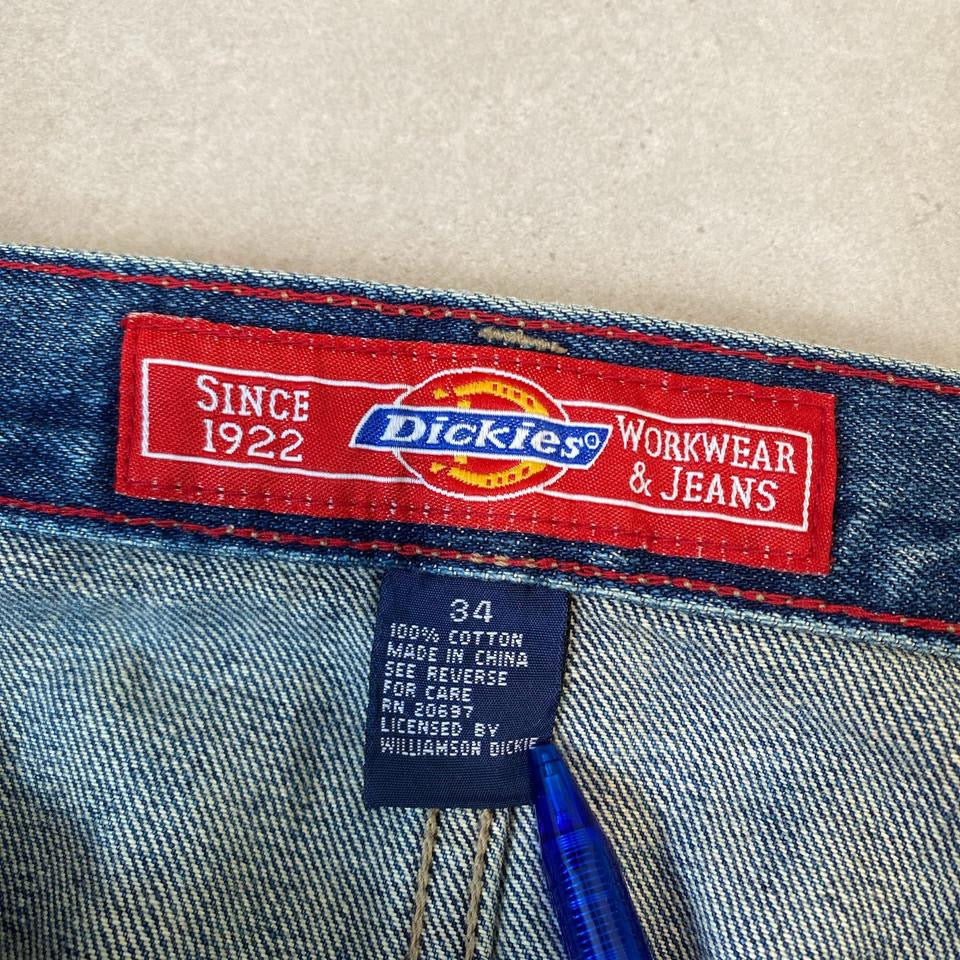 SINCE
1922
Dickies®
WORKWEAR
& JEANS
34
100% COTTON
MADE IN CHINA
SEE REVERSE
FOR CARE
RN 20697
LICENSED BY
WILLIAMSON DICKIE